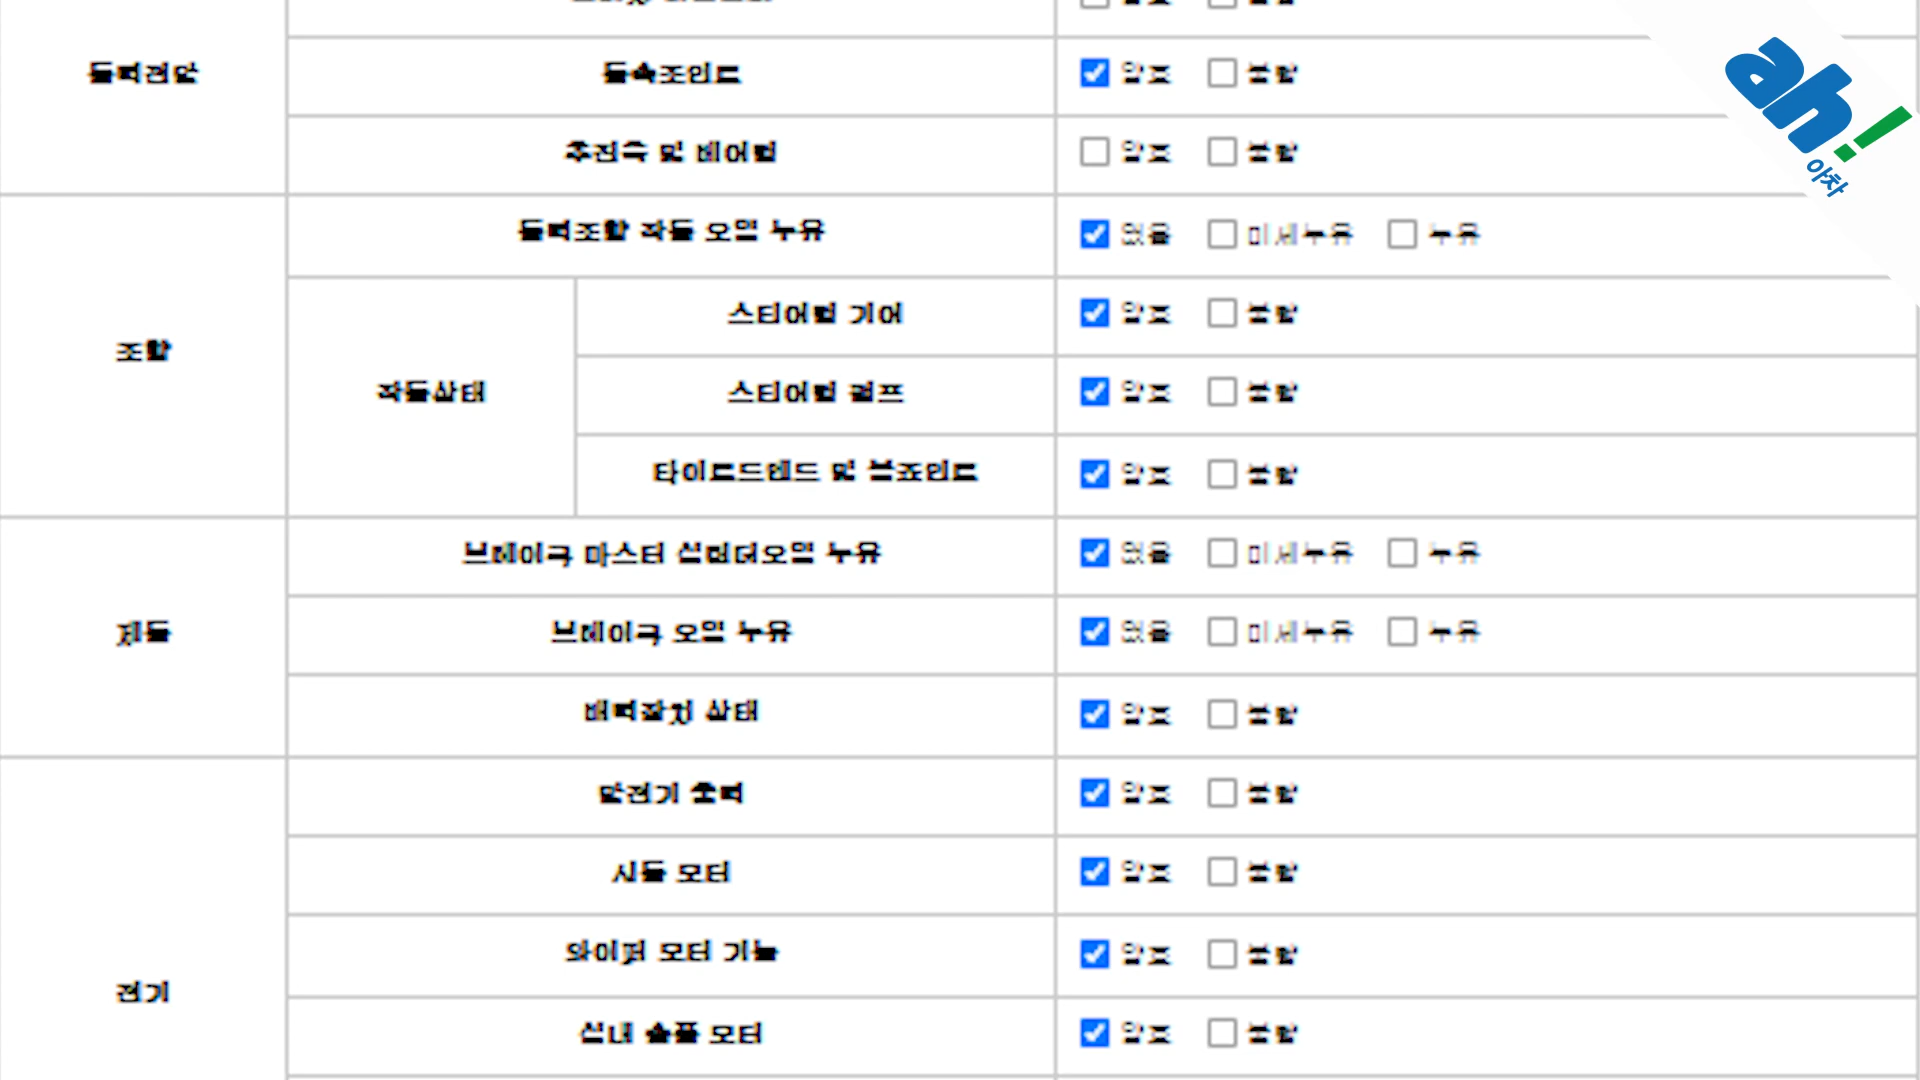 동력전달
등속조인트
양호 불량
추진축 및 베어링
양호 불량
조향
동력조향 작동 오일 누유
없음 미세누유 누유
작동상태
스티어링 기어
양호 불량
스티어링 펌프
양호 불량
타이로드엔드 및 볼죠인트
양호 불량
제동
브레이크 마스터 실린더오일 누유
없음 미세누유 누유
브레이크 오일 누유
없음 미세누유 누유
배력장치 상태
양호 불량
전기
발전기 출력
양호 불량
시동 모터
양호 불량
와이퍼 모터 기능
양호 불량
실내 송풍 모터
양호 불량
ah!
아차